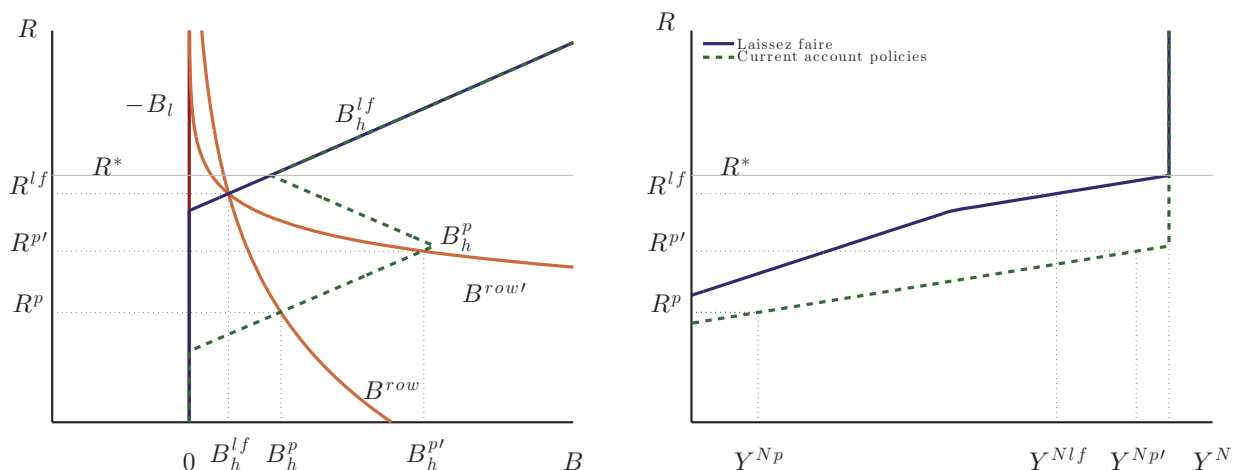 R
−B_l
B_h^{lf}
R^*
R^{lf}
R^{p′}
B_h^p
B^{row′}
R^p
B^{row}
0 B_h^{lf} B_h^p B_h^{p′} B
R
Laissez faire
Current account policies
R^*
R^{lf}
R^{p′}
R^p
Y^{Np} Y^{Nlf} Y^{Np′} Y^N